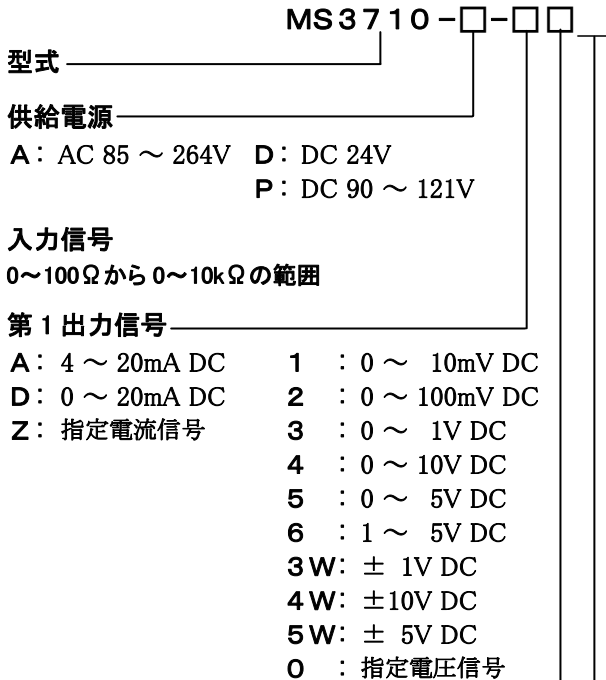 MS3710-□-□□
型式
供給電源
A： AC 85 ～ 264V D： DC 24V
P： DC 90 ～ 121V
入力信号
0～100Ωから0～10kΩの範囲
第1出力信号
A： 4 ～ 20mA DC 1 ：0 ～ 10mV DC
D： 0 ～ 20mA DC 2 ：0 ～ 100mV DC
Z： 指定電流信号 3 ：0 ～ 1V DC
4 ：0 ～ 10V DC
5 ：0 ～ 5V DC
6 ：1 ～ 5V DC
3W： ± 1V DC
4W： ±10V DC
5W： ± 5V DC
0 ：指定電圧信号